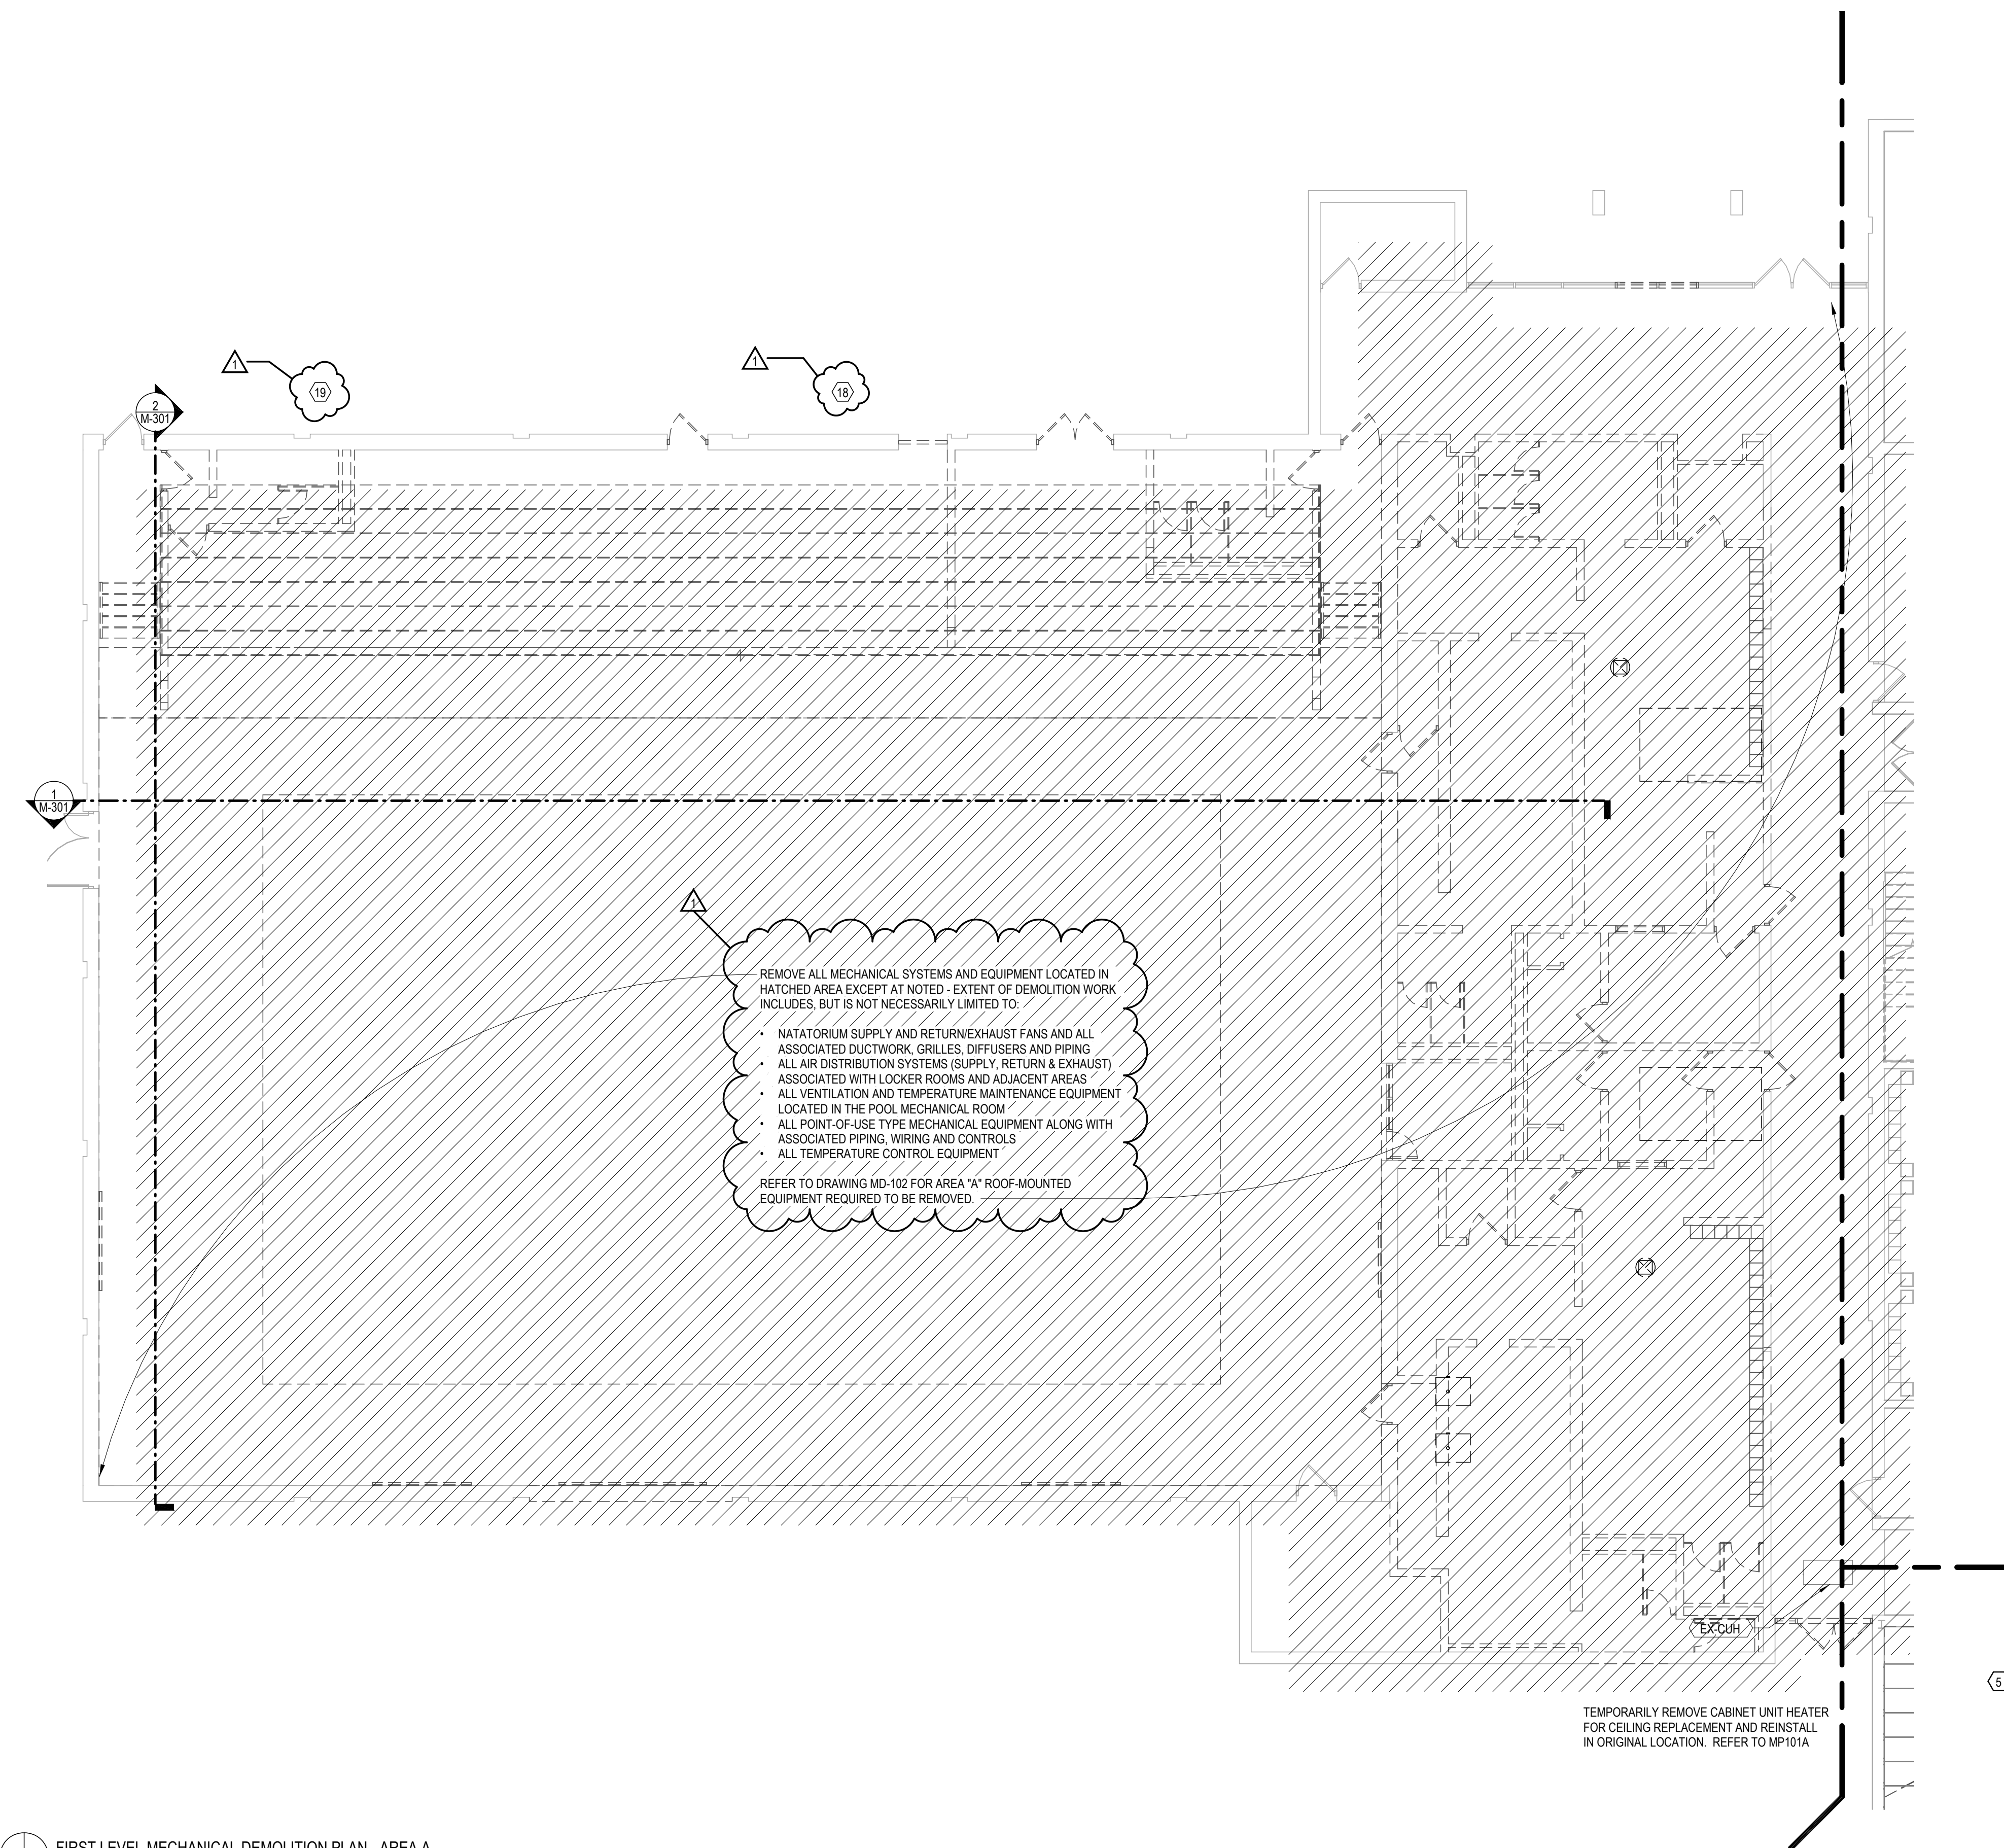 1
19
1
18
2
M-301
1
M-301
1
REMOVE ALL MECHANICAL SYSTEMS AND EQUIPMENT LOCATED IN
HATCHED AREA EXCEPT AT NOTED - EXTENT OF DEMOLITION WORK
INCLUDES, BUT IS NOT NECESSARILY LIMITED TO:
• NATATORIUM SUPPLY AND RETURN/EXHAUST FANS AND ALL
ASSOCIATED DUCTWORK, GRILLES, DIFFUSERS AND PIPING
• ALL AIR DISTRIBUTION SYSTEMS (SUPPLY, RETURN & EXHAUST)
ASSOCIATED WITH LOCKER ROOMS AND ADJACENT AREAS
• ALL VENTILATION AND TEMPERATURE MAINTENANCE EQUIPMENT
LOCATED IN THE POOL MECHANICAL ROOM
• ALL POINT-OF-USE TYPE MECHANICAL EQUIPMENT ALONG WITH
ASSOCIATED PIPING, WIRING AND CONTROLS
• ALL TEMPERATURE CONTROL EQUIPMENT
REFER TO DRAWING MD-102 FOR AREA "A" ROOF-MOUNTED
EQUIPMENT REQUIRED TO BE REMOVED.
EX-CUH
5
TEMPORARILY REMOVE CABINET UNIT HEATER
FOR CEILING REPLACEMENT AND REINSTALL
IN ORIGINAL LOCATION. REFER TO MP101A
FIRST LEVEL MECHANICAL DEMOLITION PLAN - AREA A